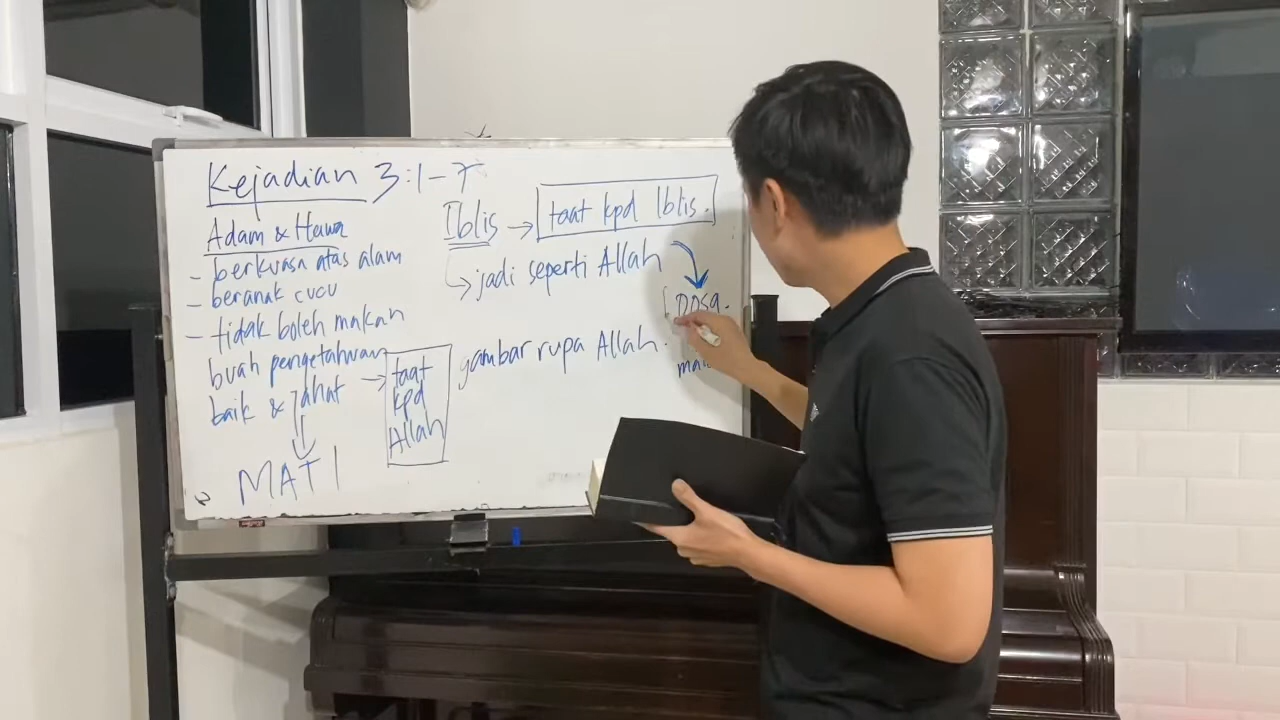 Kejadian 3:1-7
Adam & Hawa
- berkuasa atas alam
- beranak cucu
- tidak boleh makan
buah pengetahuan
baik & jahat →
MATI
taat
kpd
Allah
Iblis → taat kpd Iblis.
jadi seperti Allah
Dosa.
gambar rupa Allah.